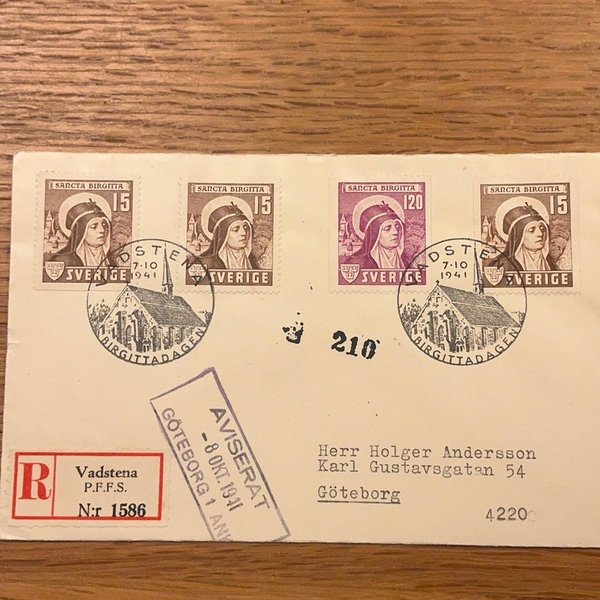 SANCTA BIRGITTA
15
SVERIGE
SANCTA BIRGITTA
15
SVERIGE
SANCTA BIRGITTA
120
SVERIGE
SANCTA BIRGITTA
15
SVERIGE
VADSTENA
7-10
1941
BIRGITTADAGEN
VADSTENA
7-10
1941
BIRGITTADAGEN
210
AVISERAT
-8 OKT. 1941
GÖTEBORG 1
R
Vadstena
P.F.F.S.
N:r 1586
Herr Holger Andersson
Karl Gustavsgatan 54
Göteborg